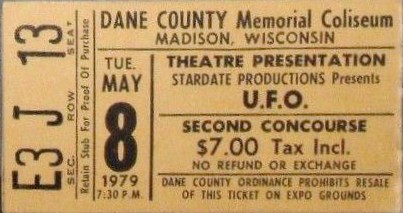 E3 J 13
SEC. ROW SEAT
Retain Stub For Proof Of Purchase
TUE.
MAY
8
1979
7:30 P.M.
DANE COUNTY Memorial Coliseum
MADISON, WISCONSIN
THEATRE PRESENTATION
STARDATE PRODUCTIONS Presents
U.F.O.
SECOND CONCOURSE
$7.00 Tax Incl.
NO REFUND OR EXCHANGE
DANE COUNTY ORDINANCE PROHIBITS RESALE
OF THIS TICKET ON EXPO GROUNDS